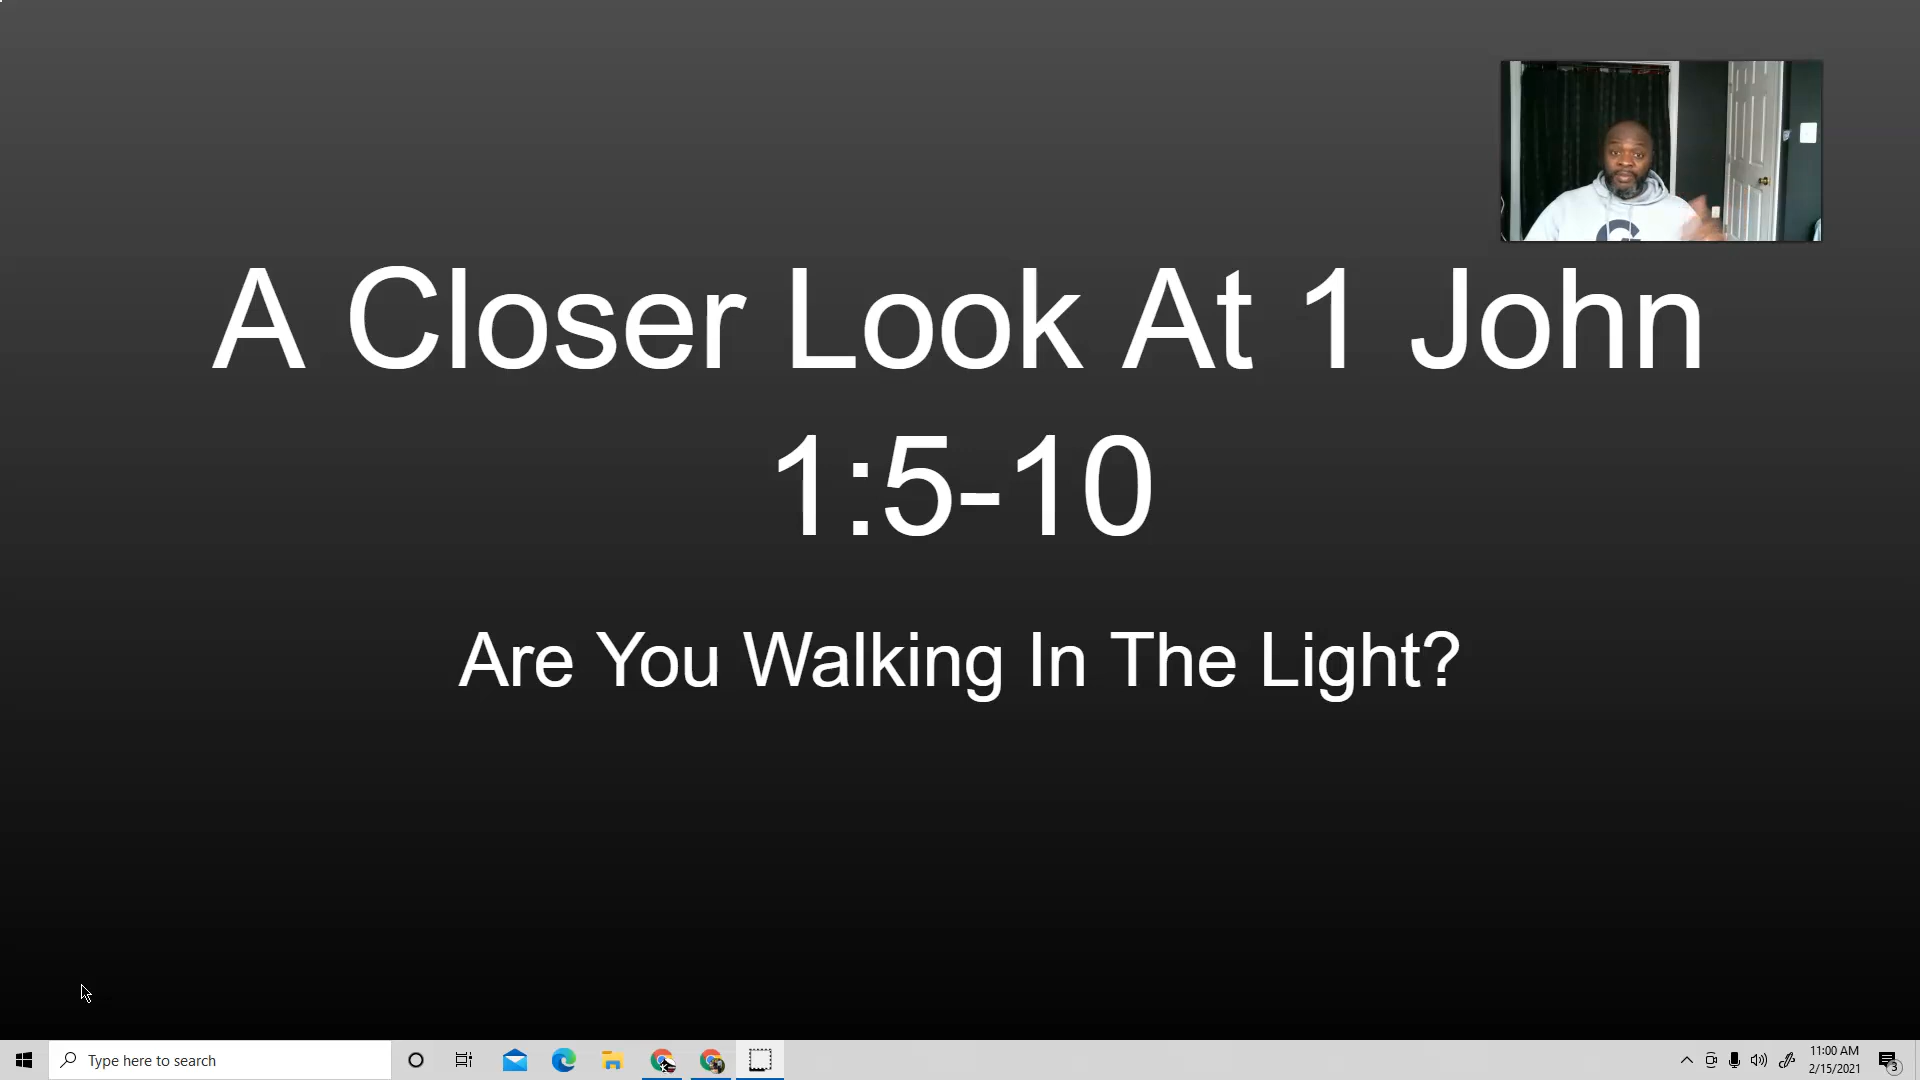 A Closer Look At 1 John
1:5-10
Are You Walking In The Light?
Type here to search
11:00 AM
2/15/2021
3